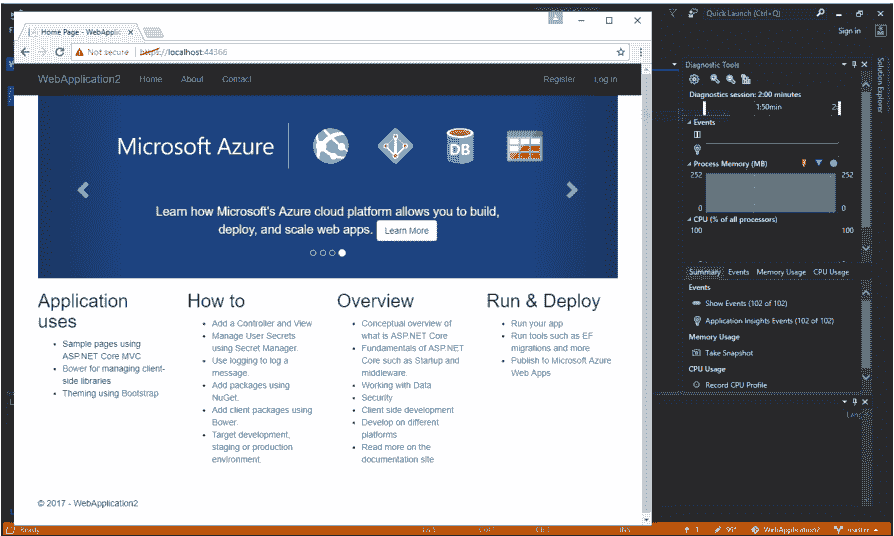 Home Page - WebApplic
Not secure | https://localhost:44366
WebApplication2 Home About Contact Register Log in
Microsoft Azure
DB
Learn how Microsoft's Azure cloud platform allows you to build,
deploy, and scale web apps. Learn More
Application
uses
Sample pages using
ASP.NET Core MVC
Bower for managing client-
side libraries
Theming using Bootstrap
How to
Add a Controller and View
Manage User Secrets
using Secret Manager.
Use logging to log a
message.
Add packages using
NuGet.
Add client packages using
Bower.
Target development,
staging or production
environment.
Overview
Conceptual overview of
what is ASP.NET Core
Fundamentals of ASP.NET
Core such as Startup and
middleware.
Working with Data
Security
Client side development
Develop on different
platforms
Read more on the
documentation site
Run & Deploy
Run your app
Run tools such as EF
migrations and more
Publish to Microsoft Azure
Web Apps
© 2017 - WebApplication2
Quick Launch (Ctrl+Q)
Sign in
Solution Explorer
Diagnostic Tools
Diagnostics session: 2:00 minutes
1:50min
Events
Process Memory (MB)
252 252
0 0
CPU (% of all processors)
100 100
Summary Events Memory Usage CPU Usage
Events
Show Events (102 of 102)
Application Insights Events (102 of 102)
Memory Usage
Take Snapshot
CPU Usage
Record CPU Profile
Ready
WebApplication2 master